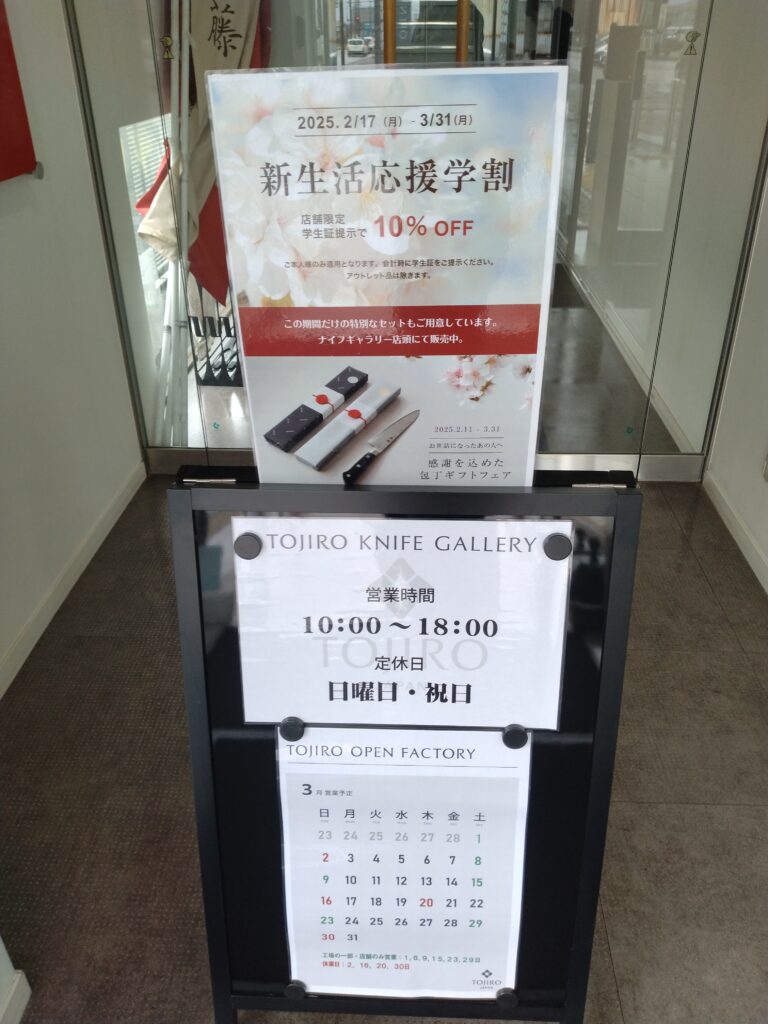 藤
2025. 2/17 (月) - 3/31(月)
新生活応援学割
店舗限定
学生証提示で 10% OFF
ご本人様のみ適用となります。会計時に学生証をご提示ください。
アウトレット品は除きます。
この期間だけの特別なセットもご用意しています。
ナイフギャラリー店頭にて販売中。
2025.2.11 - 3.31
お世話になったあの人へ
感謝を込めた
包丁ギフトフェア
TOJIRO KNIFE GALLERY
営業時間
10:00～18:00
TOJIRO
定休日
日曜日・祝日
TOJIRO OPEN FACTORY
3月 営業予定
日 月 火 水 木 金 土
23 24 25 26 27 28 1
2 3 4 5 6 7 8
9 10 11 12 13 14 15
16 17 18 19 20 21 22
23 24 25 26 27 28 29
30 31
工場の一部・店舗のみ営業：1, 8, 9, 15, 23, 29日
休業日：2, 16, 20, 30日
TOJIRO
JAPAN